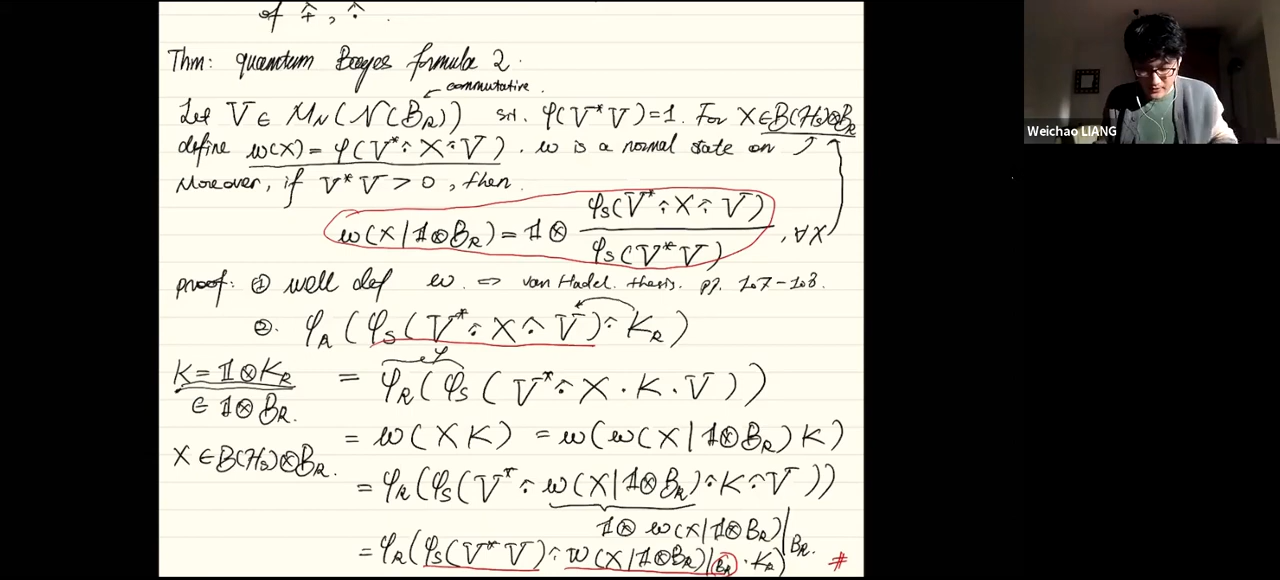 of ∔, ∸.
Thm: quantum Bayes formula 2.
← commutative.
Let V ∈ M_N(N(B_R)) s.t. φ(V*V)=1. For X∈B(H_S)⊗B_R
define w(X) = φ(V* ∸ X ∸ V). w is a normal state on
Moreover, if V*V > 0, then.
w(X|1⊗B_R) = 1⊗ φ_S(V* ∸ X ∸ V) / φ_S(V*V), ∀X
proof: ① well def w. ⇒ van Hadel. thesis. pp. 107-108.
②. φ_R(φ_S(V* ∸ X ∸ V) ∸ K_R)
φ
K = 1⊗K_R ∈ 1⊗B_R.
= φ_R(φ_S(V* ∸ X · K · V))
X ∈ B(H_S)⊗B_R.
= w(XK) = w(w(X|1⊗B_R)K)
= φ_R(φ_S(V* ∸ w(X|1⊗B_R) ∸ K ∸ V))
1⊗ w(X|1⊗B_R)|B_R.
= φ_R(φ_S(V*V) ∸ w(X|1⊗B_R)|B_R · K_R) #
Weichao LIANG